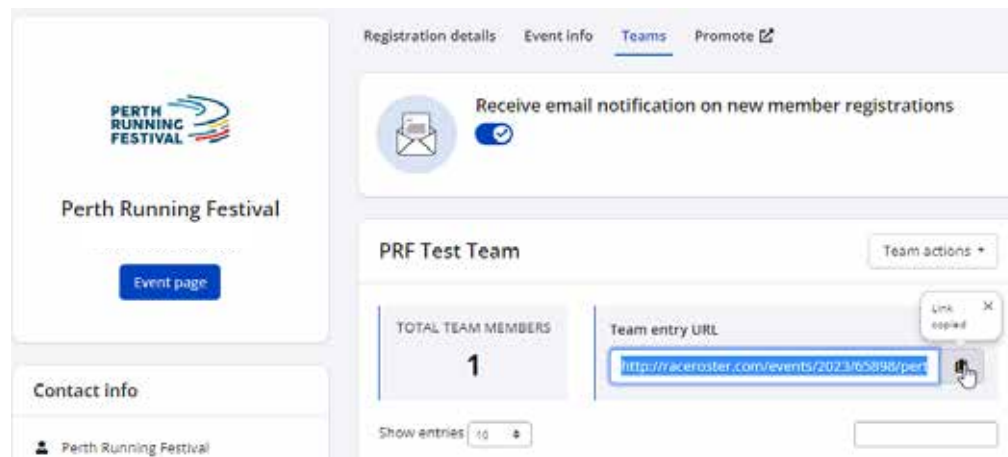 Registration details Event info Teams Promote
PERTH
RUNNING
FESTIVAL
Receive email notification on new member registrations
Perth Running Festival
Event page
PRF Test Team
Team actions
Link
copied
TOTAL TEAM MEMBERS
1
Team entry URL
http://raceroster.com/events/2023/65898/pert
Contact info
Perth Running Festival
Show entries 10